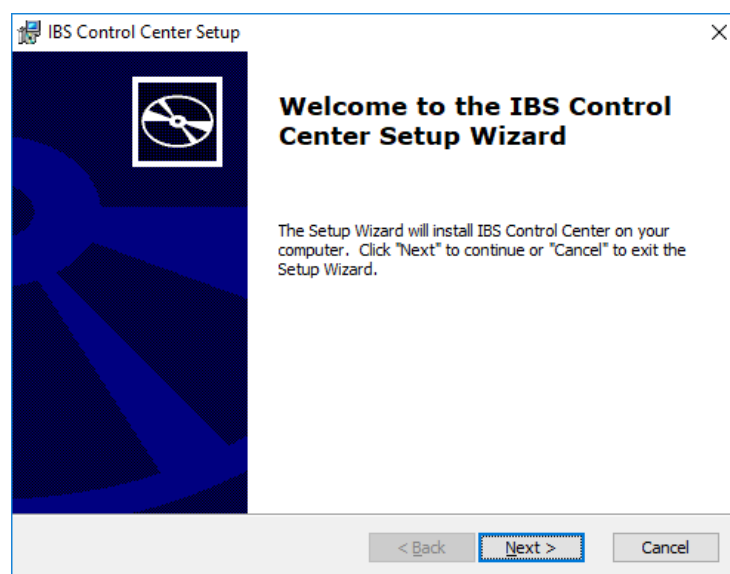 IBS Control Center Setup
Welcome to the IBS Control
Center Setup Wizard
The Setup Wizard will install IBS Control Center on your
computer. Click "Next" to continue or "Cancel" to exit the
Setup Wizard.
< Back Next > Cancel